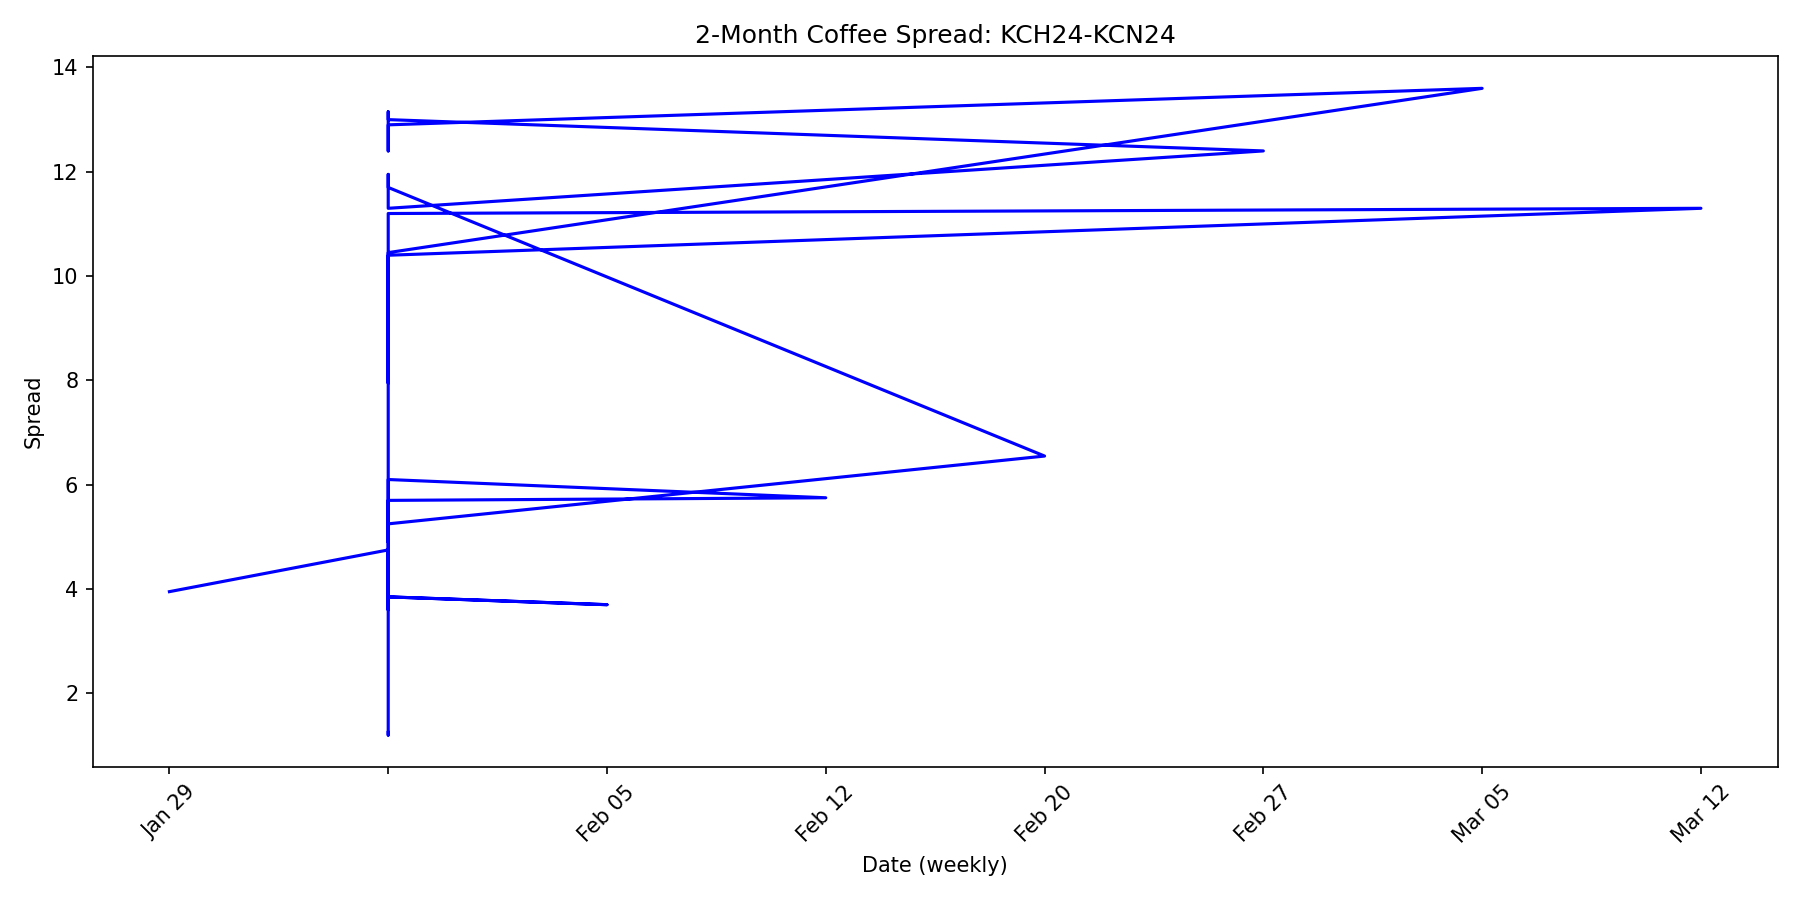 2-Month Coffee Spread: KCH24-KCN24
14
12
10
8
6
4
2
Spread
Jan 29
Feb 05
Feb 12
Feb 20
Feb 27
Mar 05
Mar 12
Date (weekly)